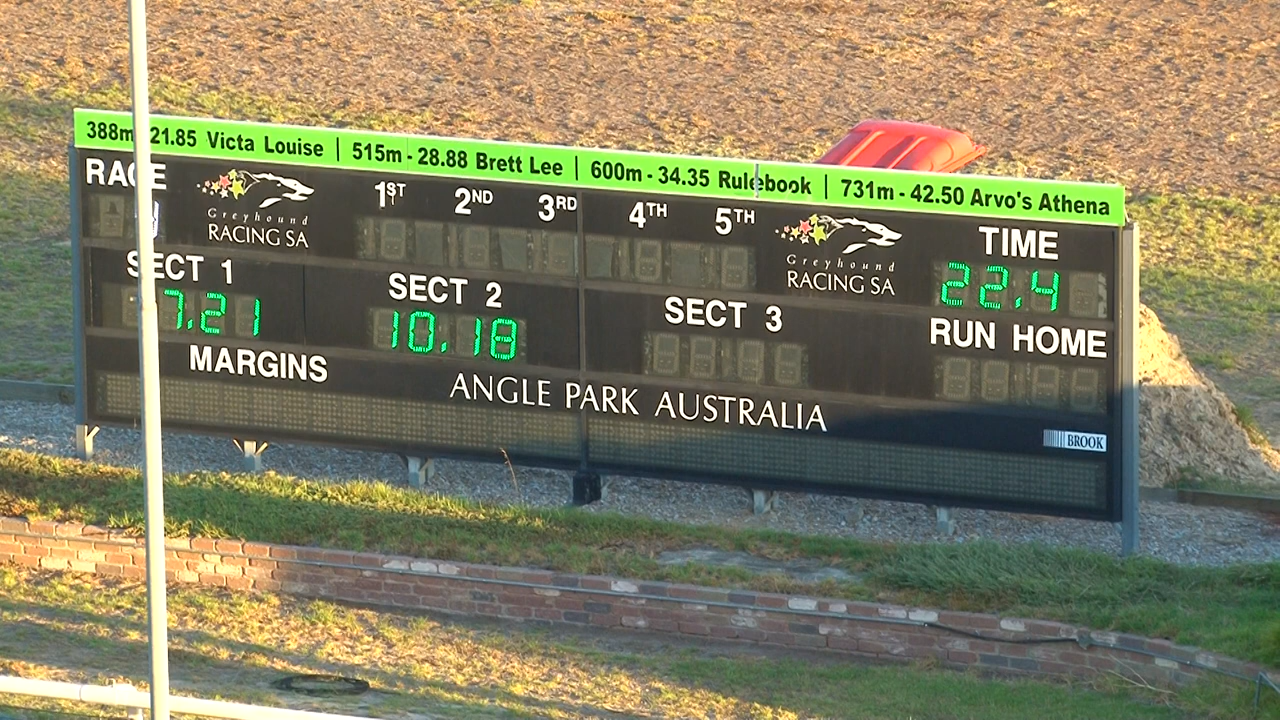 388m 21.85 Victa Louise | 515m - 28.88 Brett Lee | 600m - 34.35 Rulebook | 731m - 42.50 Arvo's Athena
RACE
Greyhound
RACING SA
1ST 2ND 3RD 4TH 5TH
Greyhound
RACING SA
TIME
22.4
SECT 1
7.21
SECT 2
10.18
SECT 3
RUN HOME
MARGINS
ANGLE PARK AUSTRALIA
BROOK